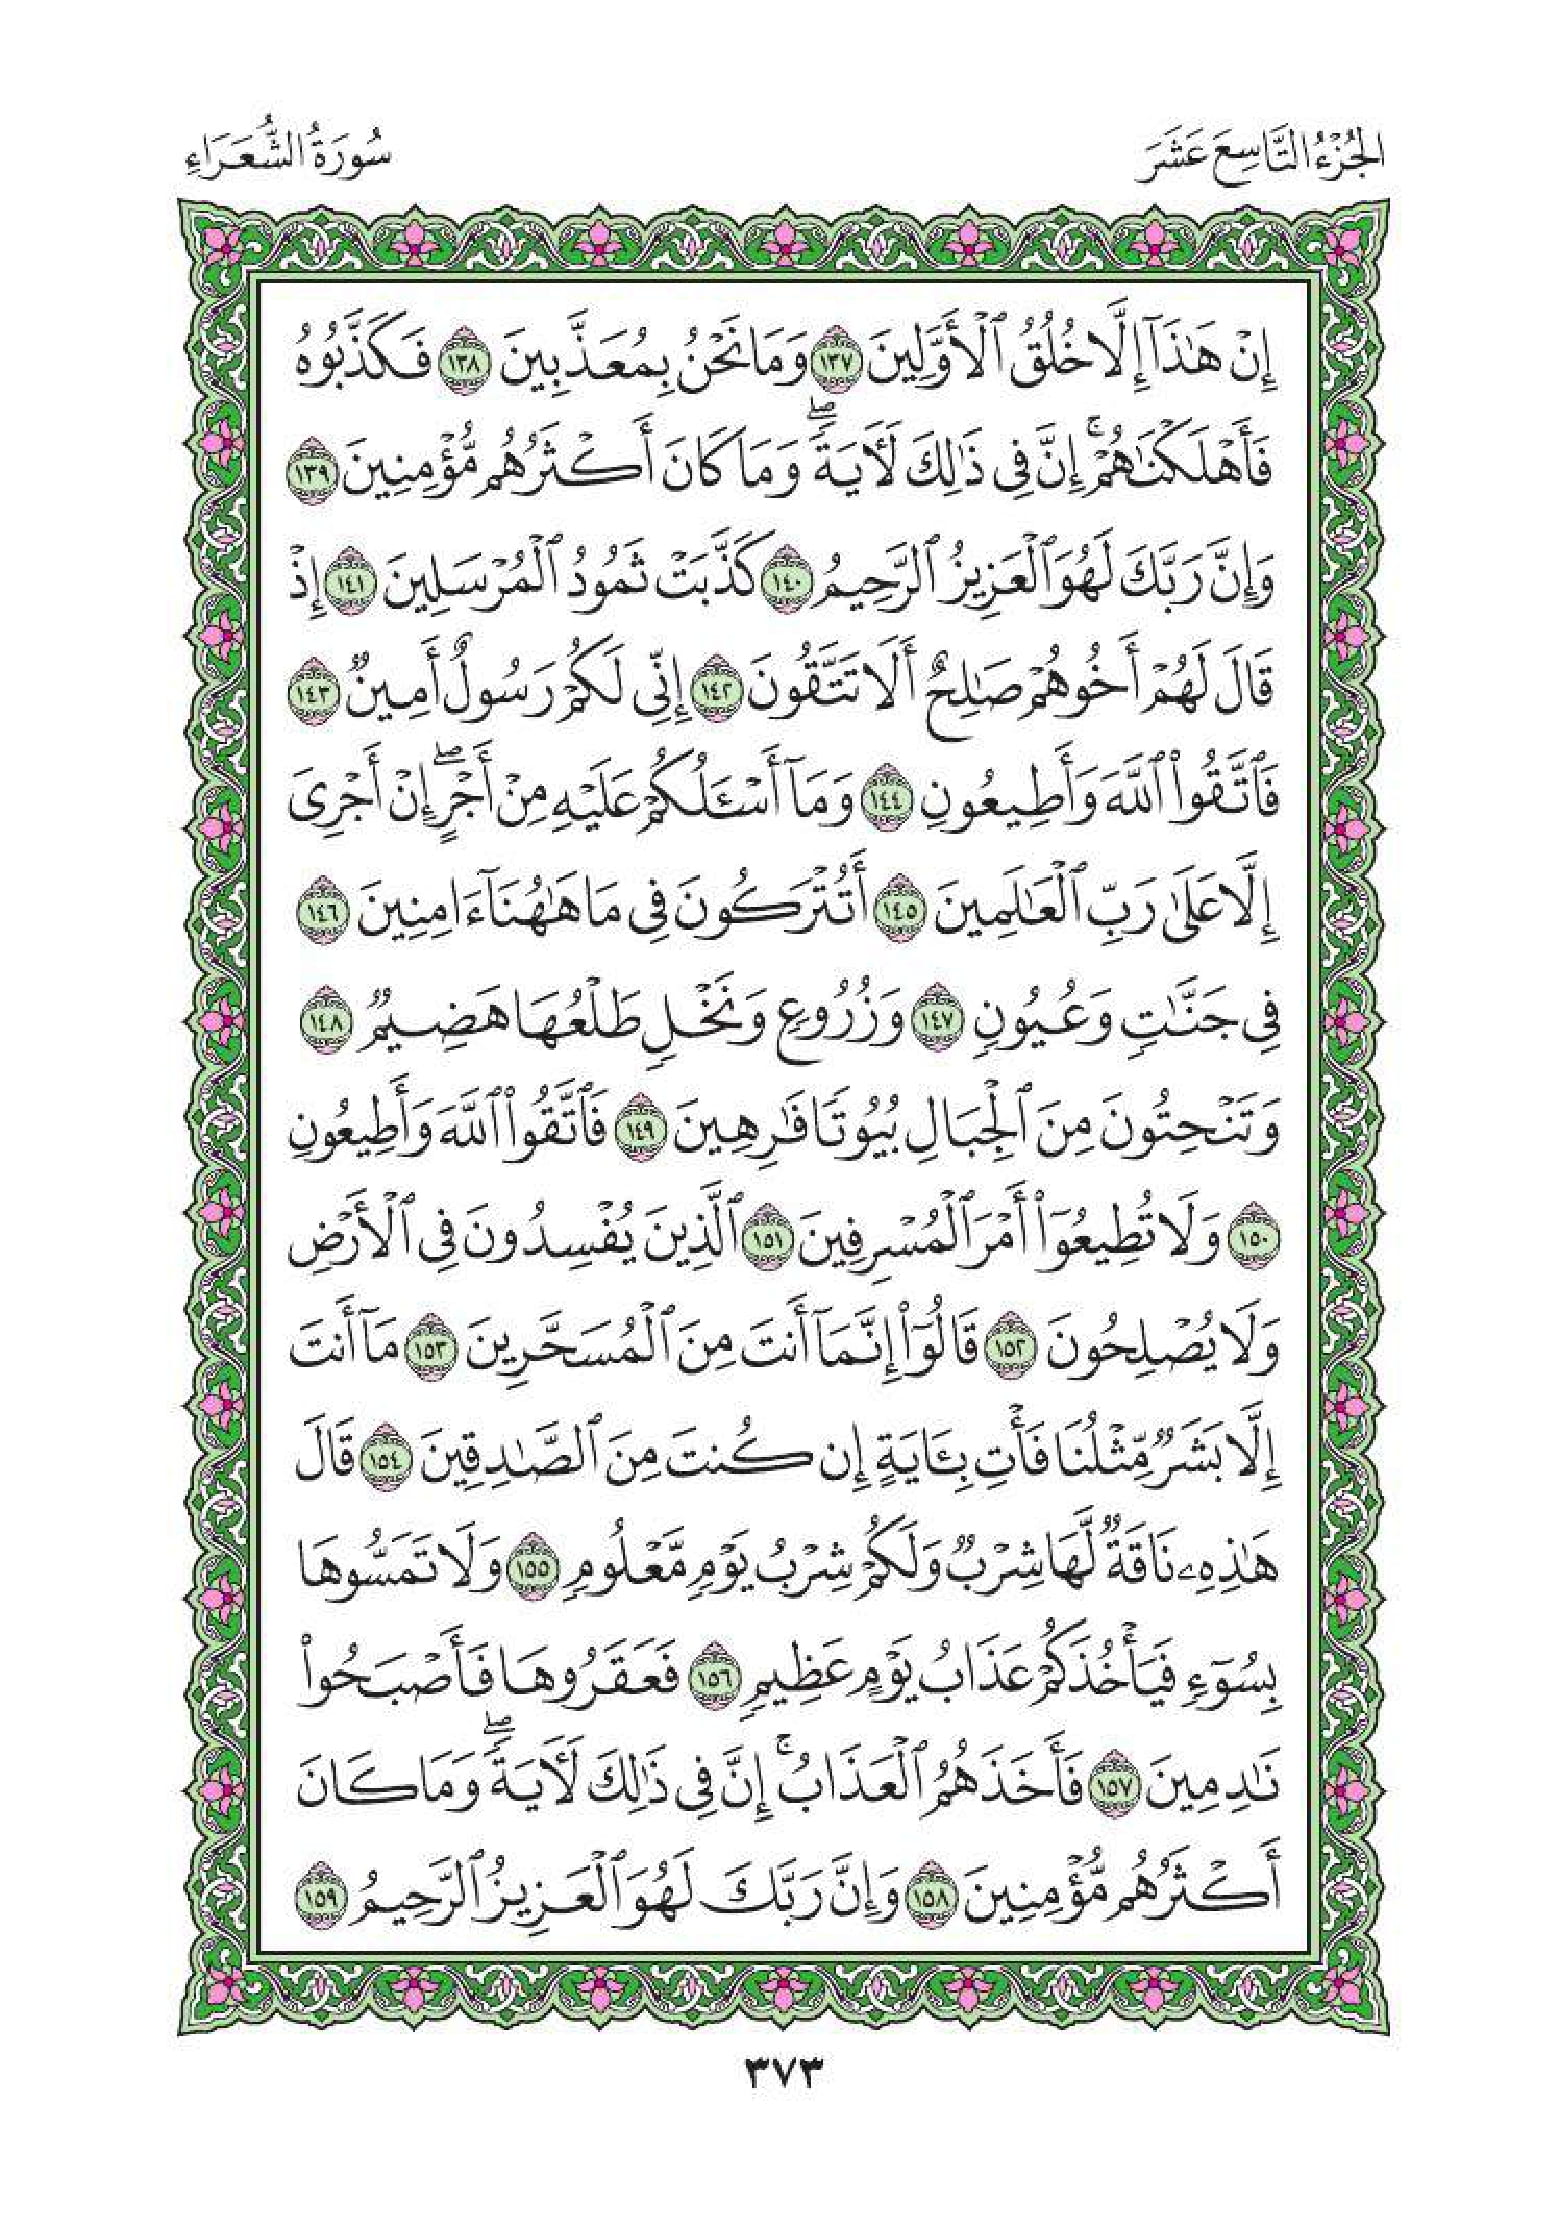 الجُزْءُ التَّاسِعَ عَشَرَ
سُورَةُ الشُّعَرَاءِ
إِنْ هَٰذَآ إِلَّا خُلُقُ ٱلْأَوَّلِينَ ١٣٧ وَمَا نَحْنُ بِمُعَذَّبِينَ ١٣٨ فَكَذَّبُوهُ
فَأَهْلَكْنَٰهُمْ ۚ إِنَّ فِى ذَٰلِكَ لَأٓيَةً ۖ وَمَا كَانَ أَكْثَرُهُم مُّؤْمِنِينَ ١٣٩
وَإِنَّ رَبَّكَ لَهُوَ ٱلْعَزِيزُ ٱلرَّحِيمُ ١٤٠ كَذَّبَتْ ثَمُودُ ٱلْمُرْسَلِينَ ١٤١ إِذْ
قَالَ لَهُمْ أَخُوهُمْ صَٰلِحٌ أَلَا تَتَّقُونَ ١٤٢ إِنِّى لَكُمْ رَسُولٌ أَمِينٌ ١٤٣
فَٱتَّقُوا۟ ٱللَّهَ وَأَطِيعُونِ ١٤٤ وَمَآ أَسْـَٔلُكُمْ عَلَيْهِ مِنْ أَجْرٍ ۖ إِنْ أَجْرِىَ
إِلَّا عَلَىٰ رَبِّ ٱلْعَٰلَمِينَ ١٤٥ أَتُتْرَكُونَ فِى مَا هَٰهُنَآ ءَامِنِينَ ١٤٦
فِى جَنَّٰتٍ وَعُيُونٍ ١٤٧ وَزُرُوعٍ وَنَخْلٍ طَلْعُهَا هَضِيمٌ ١٤٨
وَتَنْحِتُونَ مِنَ ٱلْجِبَالِ بُيُوتًا فَٰرِهِينَ ١٤٩ فَٱتَّقُوا۟ ٱللَّهَ وَأَطِيعُونِ
١٥٠ وَلَا تُطِيعُوٓا۟ أَمْرَ ٱلْمُسْرِفِينَ ١٥١ ٱلَّذِينَ يُفْسِدُونَ فِى ٱلْأَرْضِ
وَلَا يُصْلِحُونَ ١٥٢ قَالُوٓا۟ إِنَّمَآ أَنتَ مِنَ ٱلْمُسَحَّرِينَ ١٥٣ مَآ أَنتَ
إِلَّا بَشَرٌ مِّثْلُنَا فَأْتِ بِـَٔايَةٍ إِن كُنتَ مِنَ ٱلصَّٰدِقِينَ ١٥٤ قَالَ
هَٰذِهِۦ نَاقَةٌ لَّهَا شِرْبٌ وَلَكُمْ شِرْبُ يَوْمٍ مَّعْلُومٍ ١٥٥ وَلَا تَمَسُّوهَا
بِسُوٓءٍ فَيَأْخُذَكُمْ عَذَابُ يَوْمٍ عَظِيمٍ ١٥٦ فَعَقَرُوهَا فَأَصْبَحُوا۟
نَٰدِمِينَ ١٥٧ فَأَخَذَهُمُ ٱلْعَذَابُ ۚ إِنَّ فِى ذَٰلِكَ لَأٓيَةً ۖ وَمَا كَانَ
أَكْثَرُهُم مُّؤْمِنِينَ ١٥٨ وَإِنَّ رَبَّكَ لَهُوَ ٱلْعَزِيزُ ٱلرَّحِيمُ ١٥٩
٣٧٣